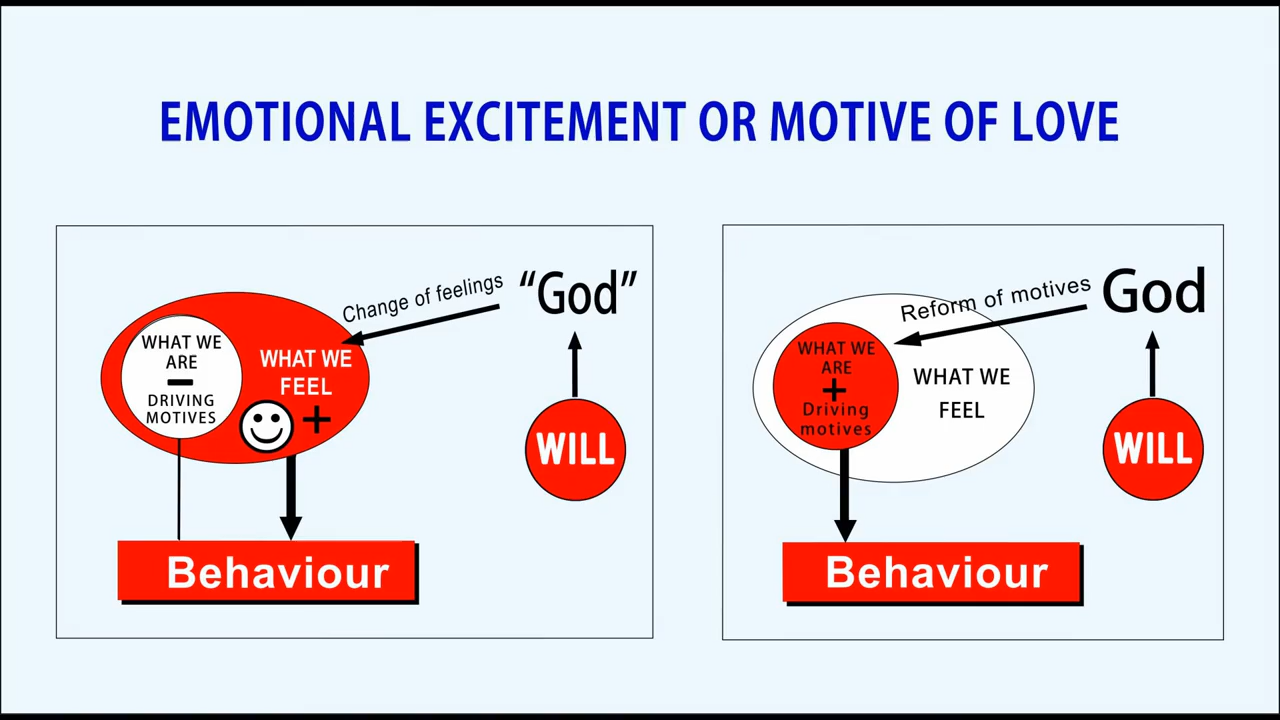 EMOTIONAL EXCITEMENT OR MOTIVE OF LOVE
Change of feelings
“God”
WHAT WE
ARE
–
DRIVING
MOTIVES
WHAT WE
FEEL
+
WILL
Behaviour
Reform of motives
God
WHAT WE
ARE
+
Driving
motives
WHAT WE
FEEL
WILL
Behaviour